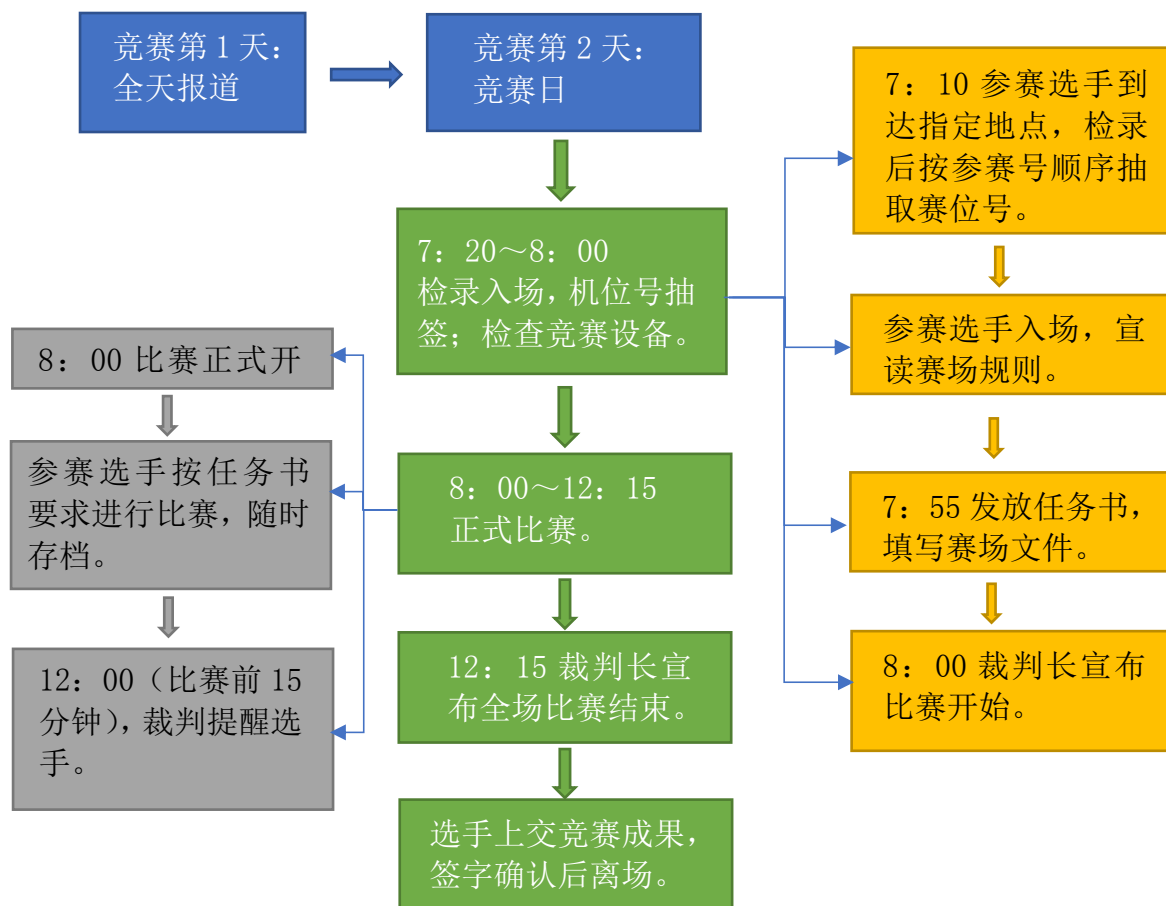 竞赛第 1 天：
全天报道
竞赛第 2 天：
竞赛日
7：20～8：00
检录入场，机位号抽
签；检查竞赛设备。
8：00～12：15
正式比赛。
12：15 裁判长宣
布全场比赛结束。
选手上交竞赛成果，
签字确认后离场。
7：10 参赛选手到
达指定地点，检录
后按参赛号顺序抽
取赛位号。
参赛选手入场，宣
读赛场规则。
7：55 发放任务书，
填写赛场文件。
8：00 裁判长宣布
比赛开始。
8：00 比赛正式开
参赛选手按任务书
要求进行比赛，随时
存档。
12：00（比赛前 15
分钟），裁判提醒选
手。